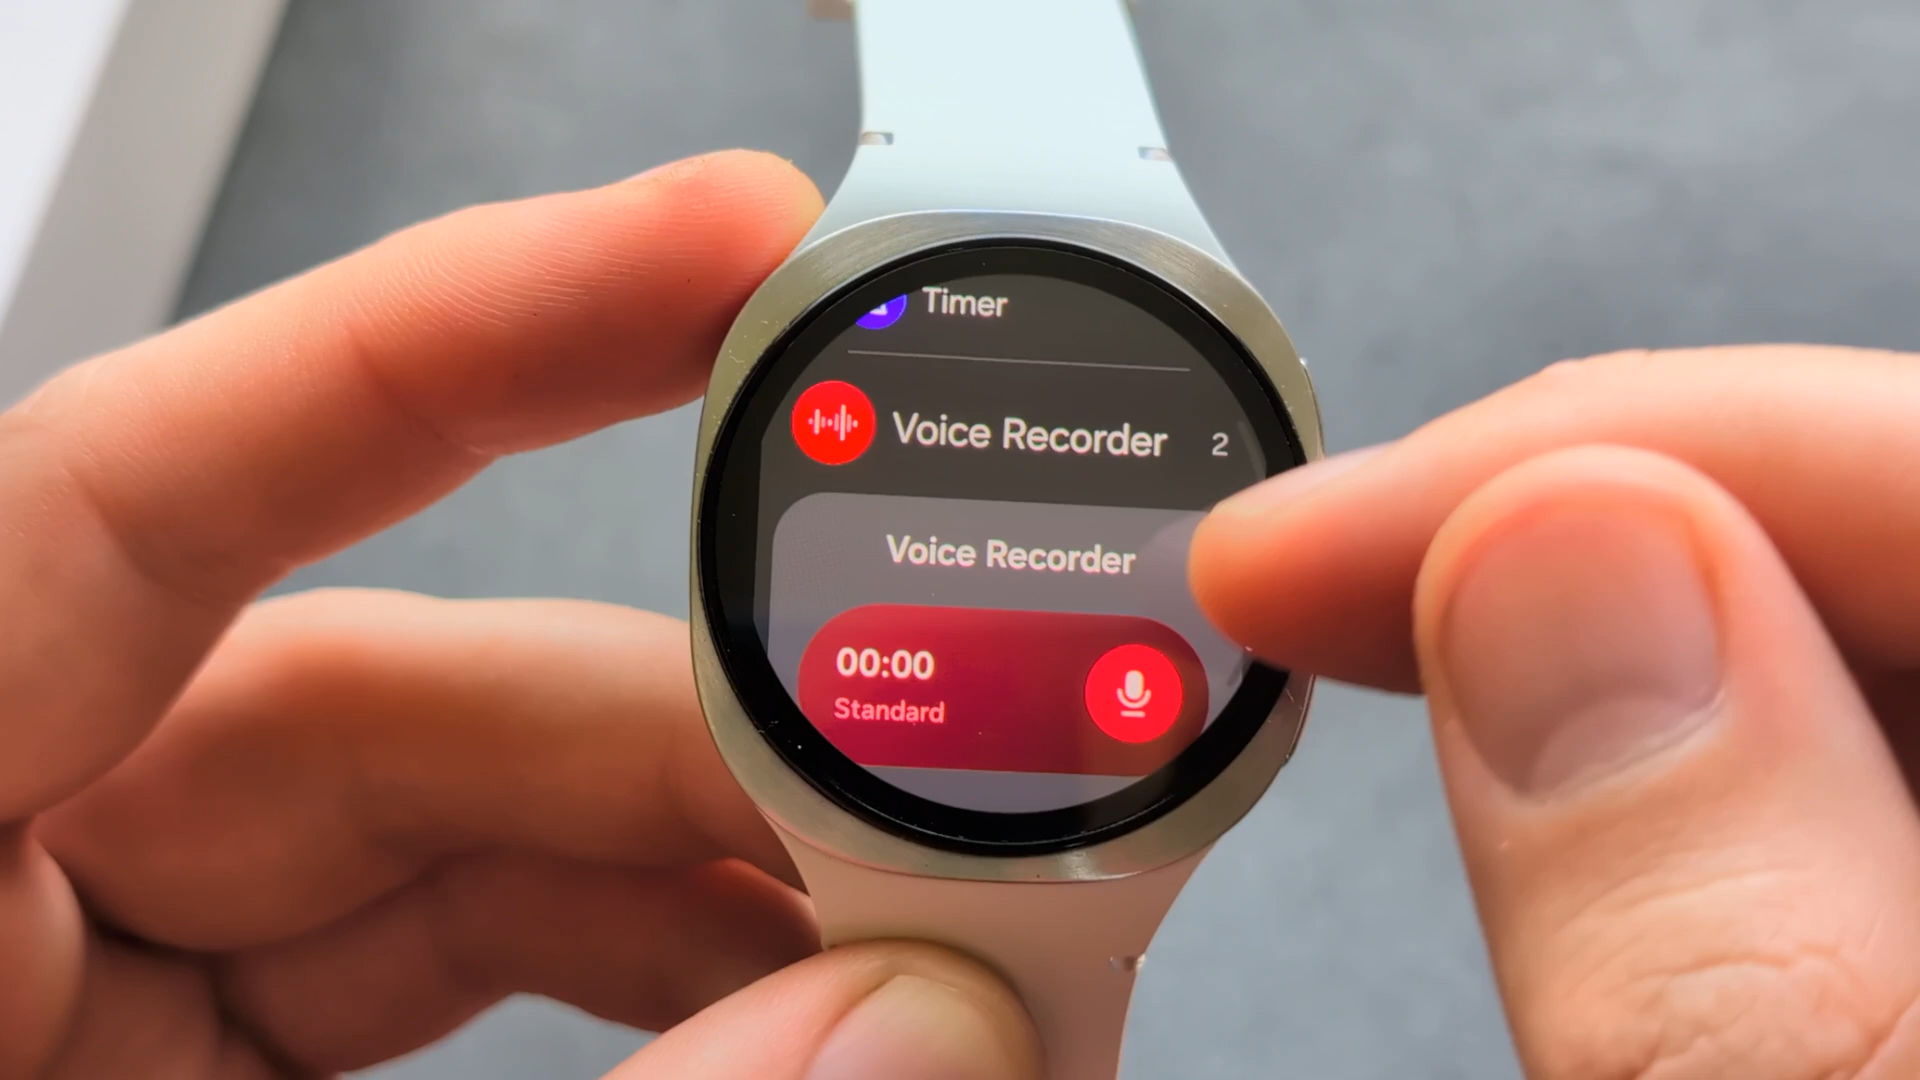 Timer
Voice Recorder 2
Voice Recorder
00:00
Standard